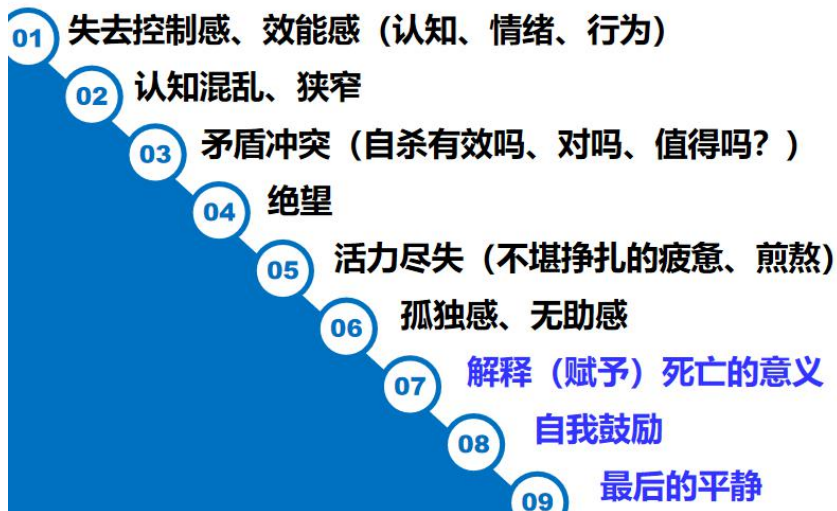 01 失去控制感、效能感（认知、情绪、行为）
02 认知混乱、狭窄
03 矛盾冲突（自杀有效吗、对吗、值得吗？）
04 绝望
05 活力尽失（不堪挣扎的疲惫、煎熬）
06 孤独感、无助感
07 解释（赋予）死亡的意义
08 自我鼓励
09 最后的平静